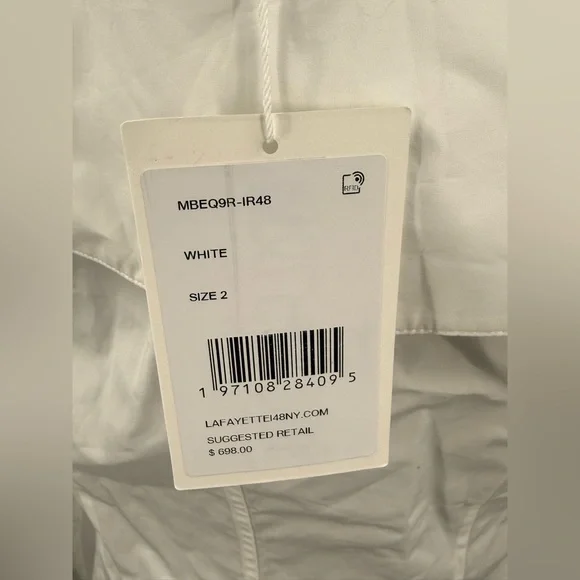 RFID
MBEQ9R-IR48
WHITE
SIZE 2
1 97108 28409 5
LAFAYETTE148NY.COM
SUGGESTED RETAIL
$ 698.00